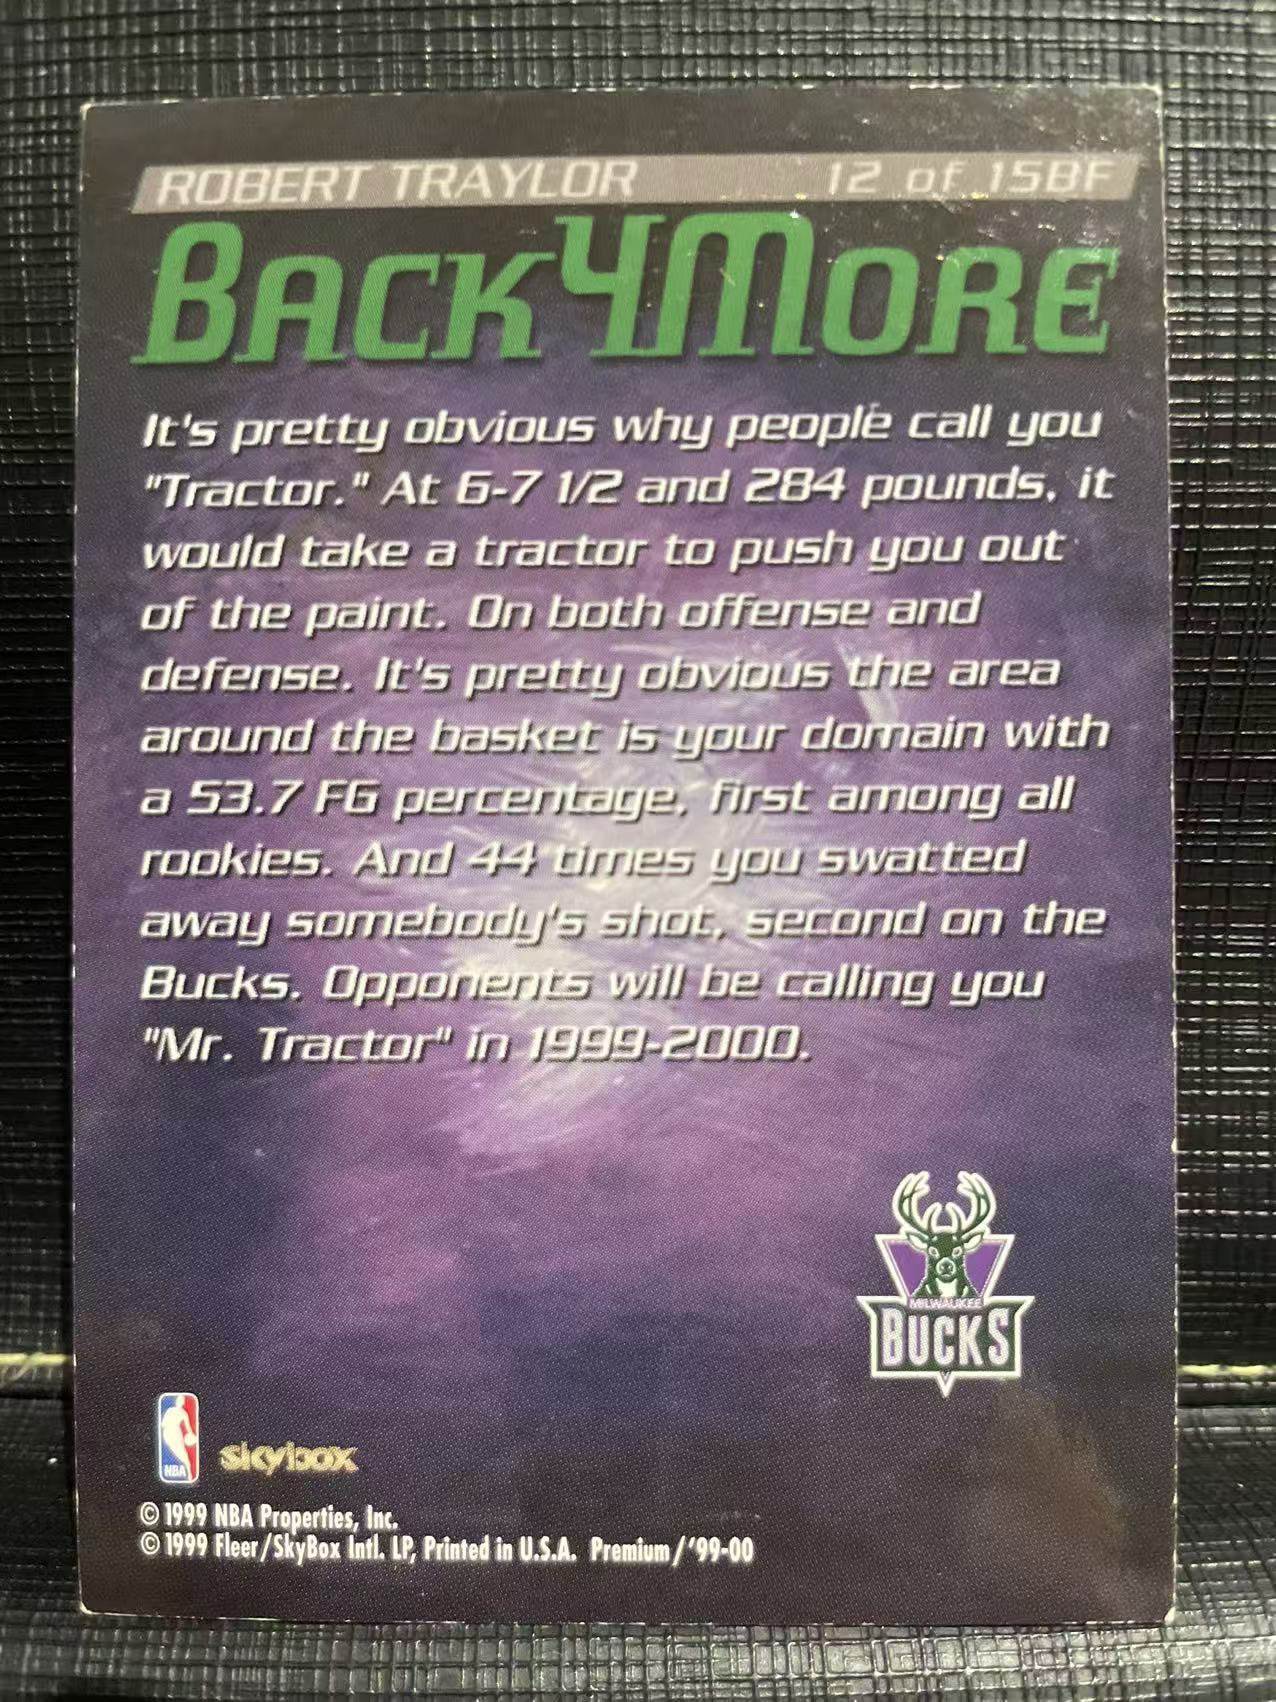 ROBERT TRAYLOR 12 of 15BF
BACK4MORE
It's pretty obvious why people call you
"Tractor." At 6-7 1/2 and 284 pounds, it
would take a tractor to push you out
of the paint. On both offense and
defense. It's pretty obvious the area
around the basket is your domain with
a 53.7 FG percentage, first among all
rookies. And 44 times you swatted
away somebody's shot, second on the
Bucks. Opponents will be calling you
"Mr. Tractor" in 1999-2000.
MILWAUKEE
BUCKS
NBA
skybox
© 1999 NBA Properties, Inc.
© 1999 Fleer/SkyBox Intl. LP, Printed in U.S.A. Premium/'99-00